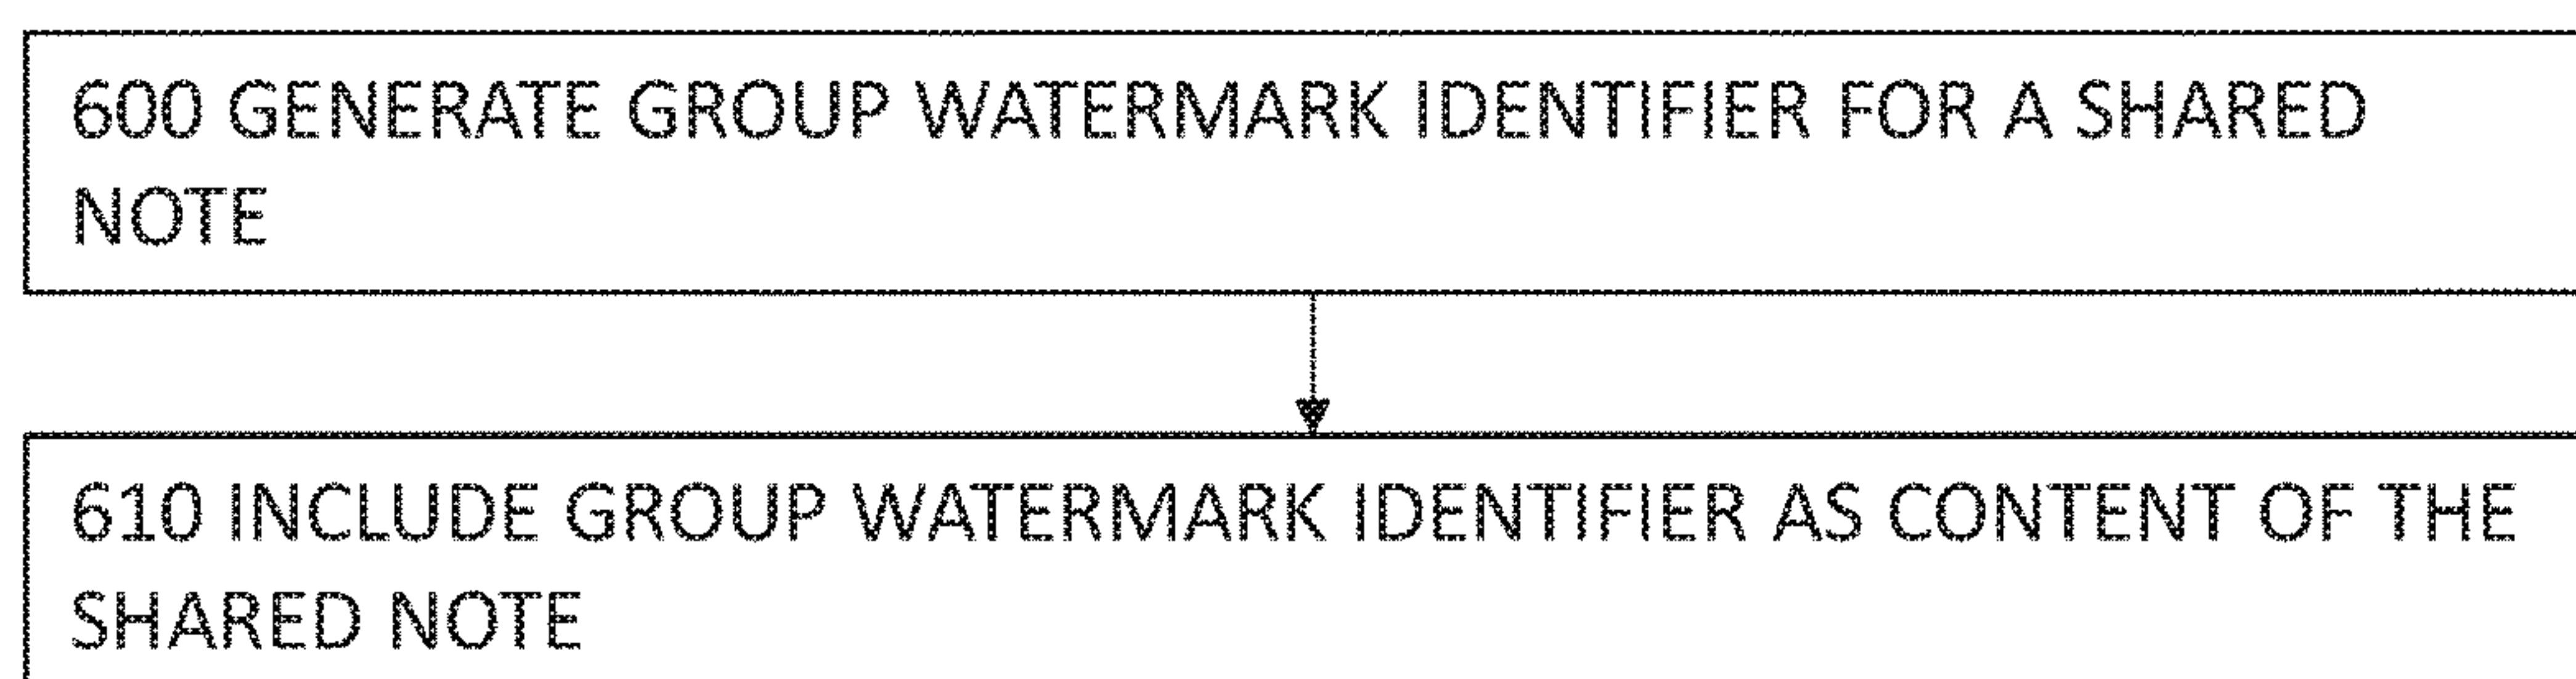 600 GENERATE GROUP WATERMARK IDENTIFIER FOR A SHARED
NOTE
610 INCLUDE GROUP WATERMARK IDENTIFIER AS CONTENT OF THE
SHARED NOTE